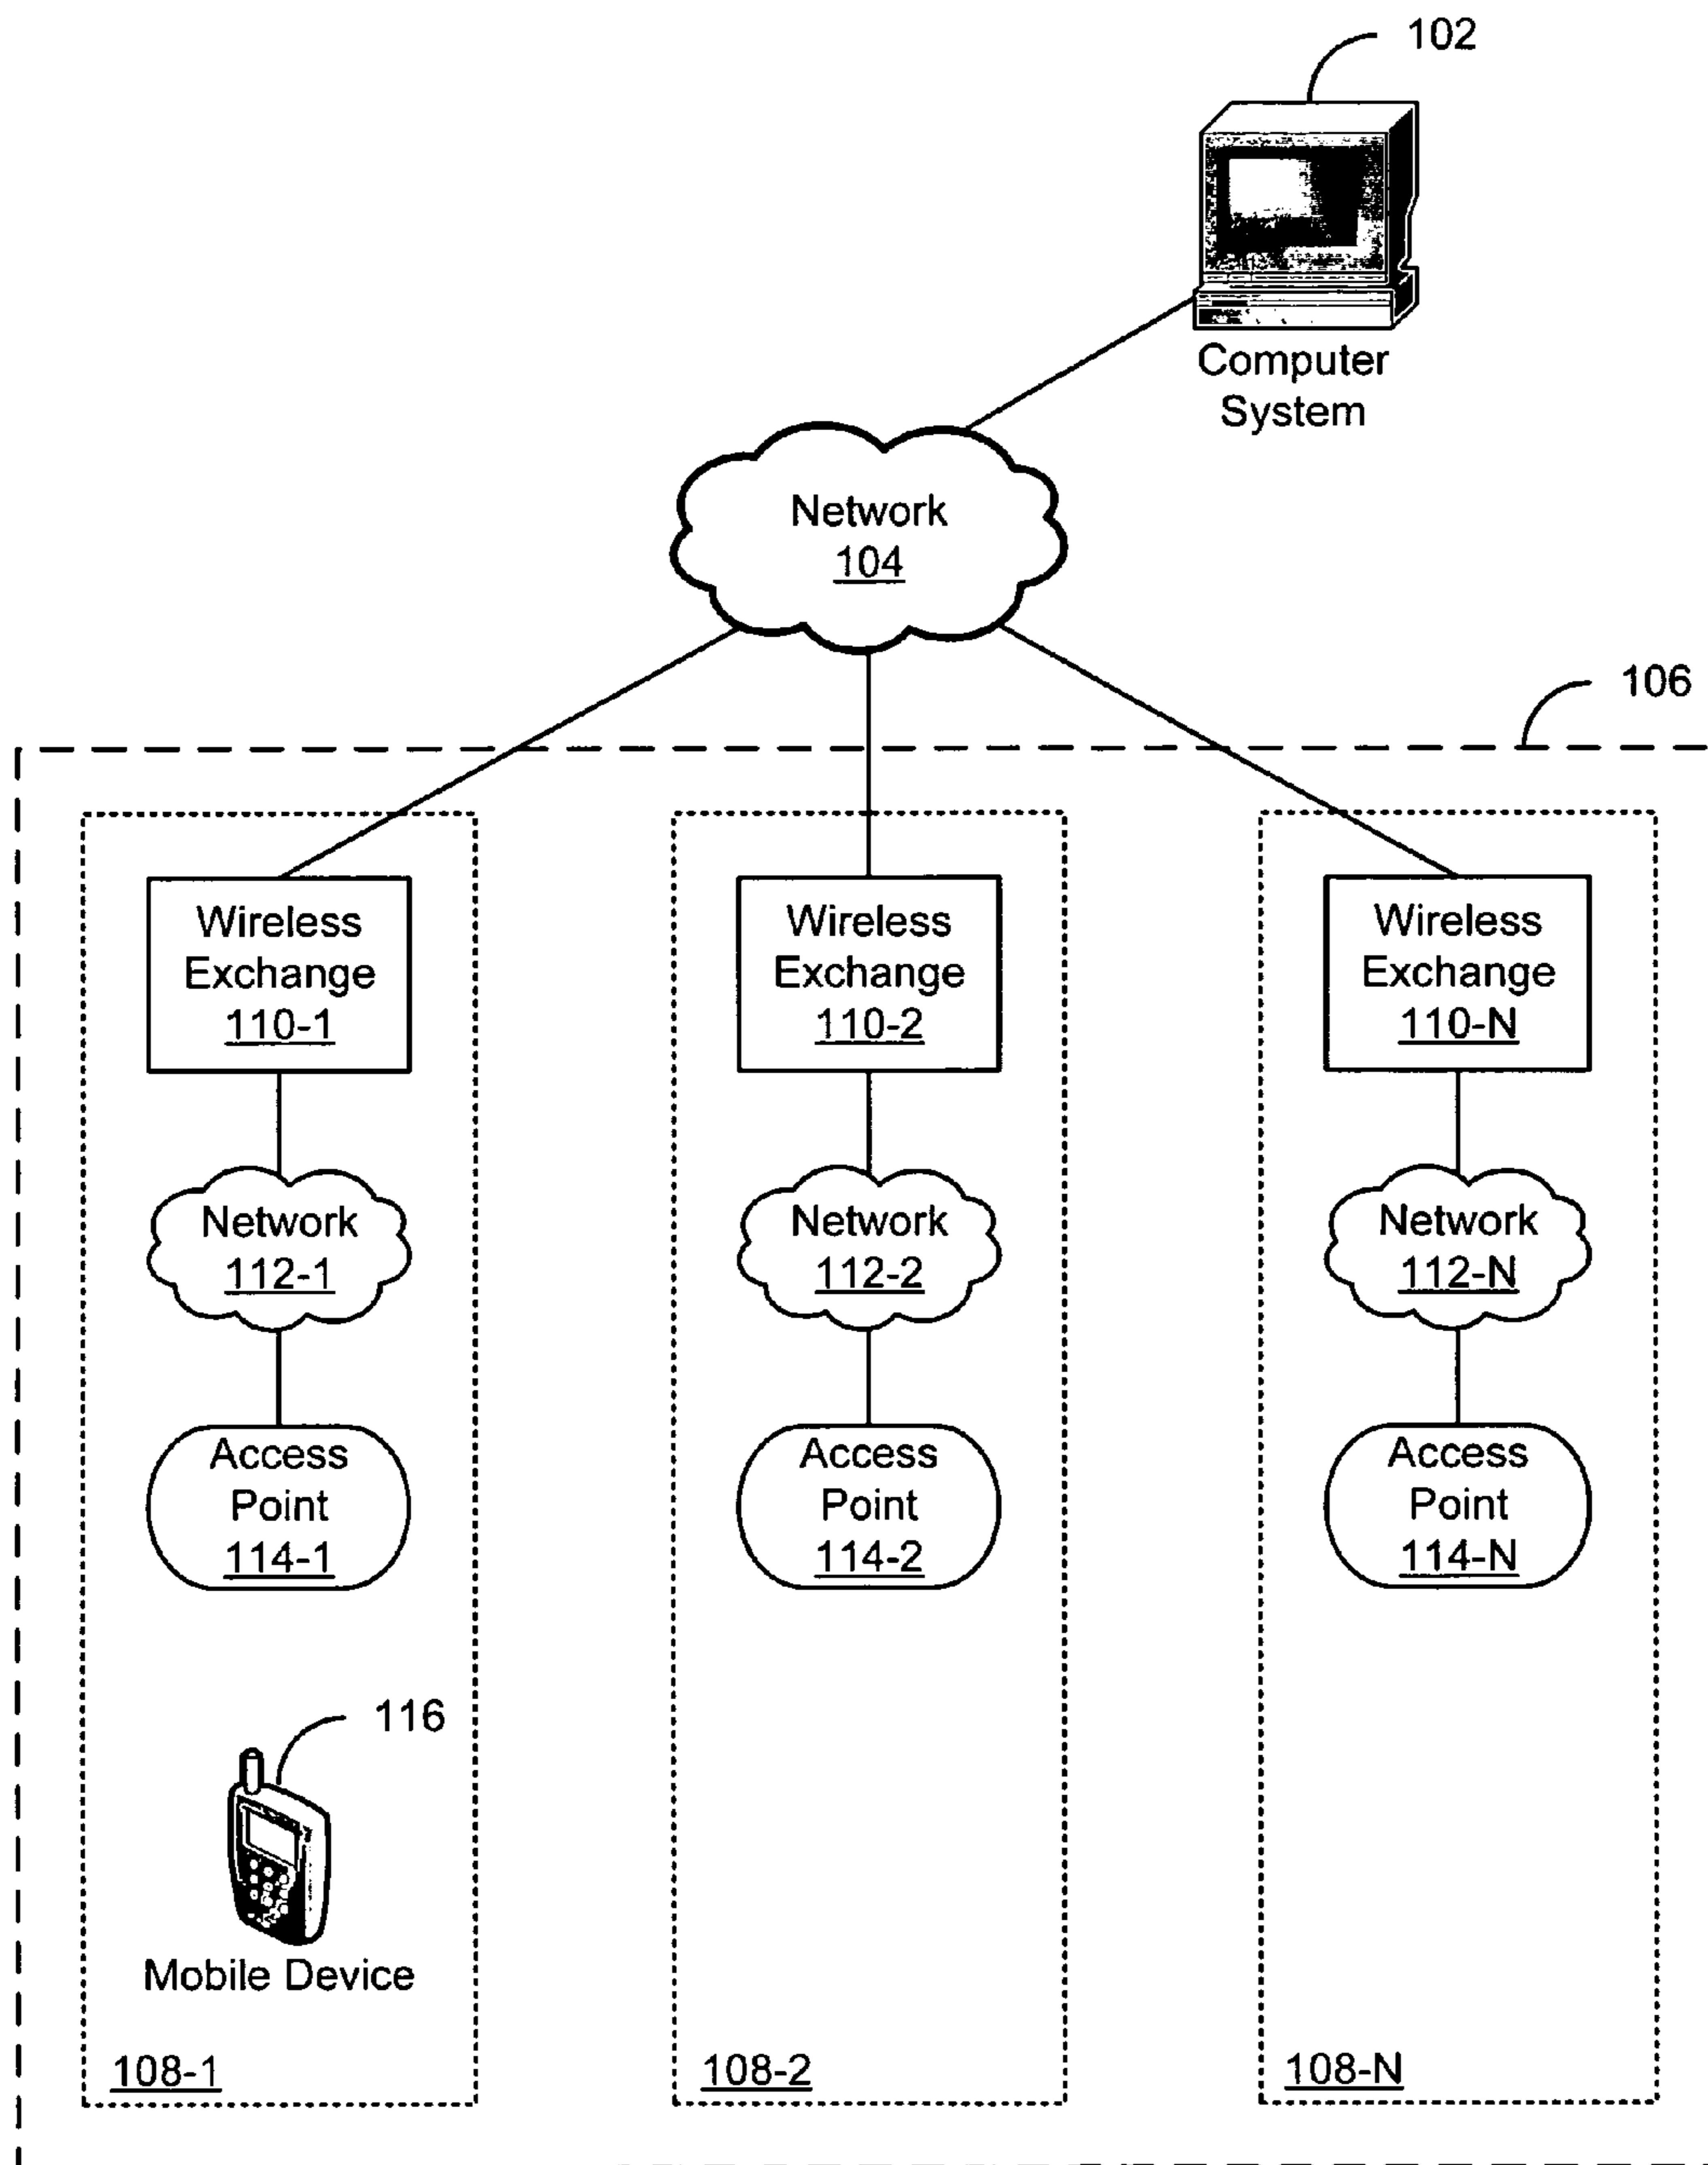 102
Computer
System
Network
104
106
Wireless
Exchange
110-1
Wireless
Exchange
110-2
Wireless
Exchange
110-N
Network
112-1
Network
112-2
Network
112-N
Access
Point
114-1
Access
Point
114-2
Access
Point
114-N
116
Mobile Device
108-1
108-2
108-N